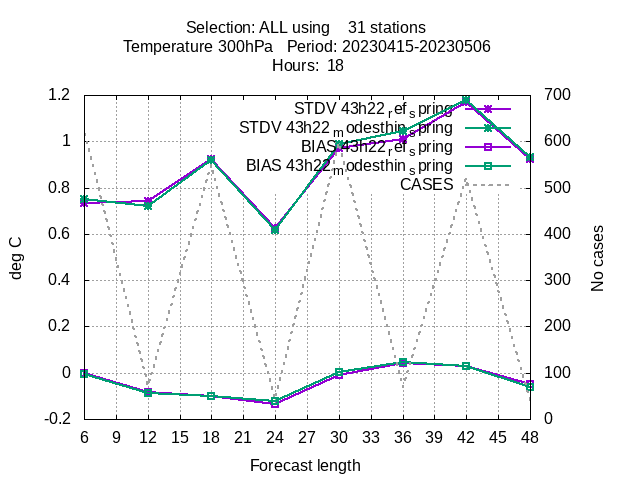 Selection: ALL using 31 stations
Temperature 300hPa Period: 20230415-20230506
Hours: 18
1.2 700
STDV 43h22_ref_spring
STDV 43h22_modesthin_spring
1 600
BIAS 43h22_ref_spring
BIAS 43h22_modesthin_spring
CASES
0.8 500
0.6 400
deg C
No cases
0.4 300
0.2 200
0 100
-0.2 0
6 9 12 15 18 21 24 27 30 33 36 39 42 45 48
Forecast length